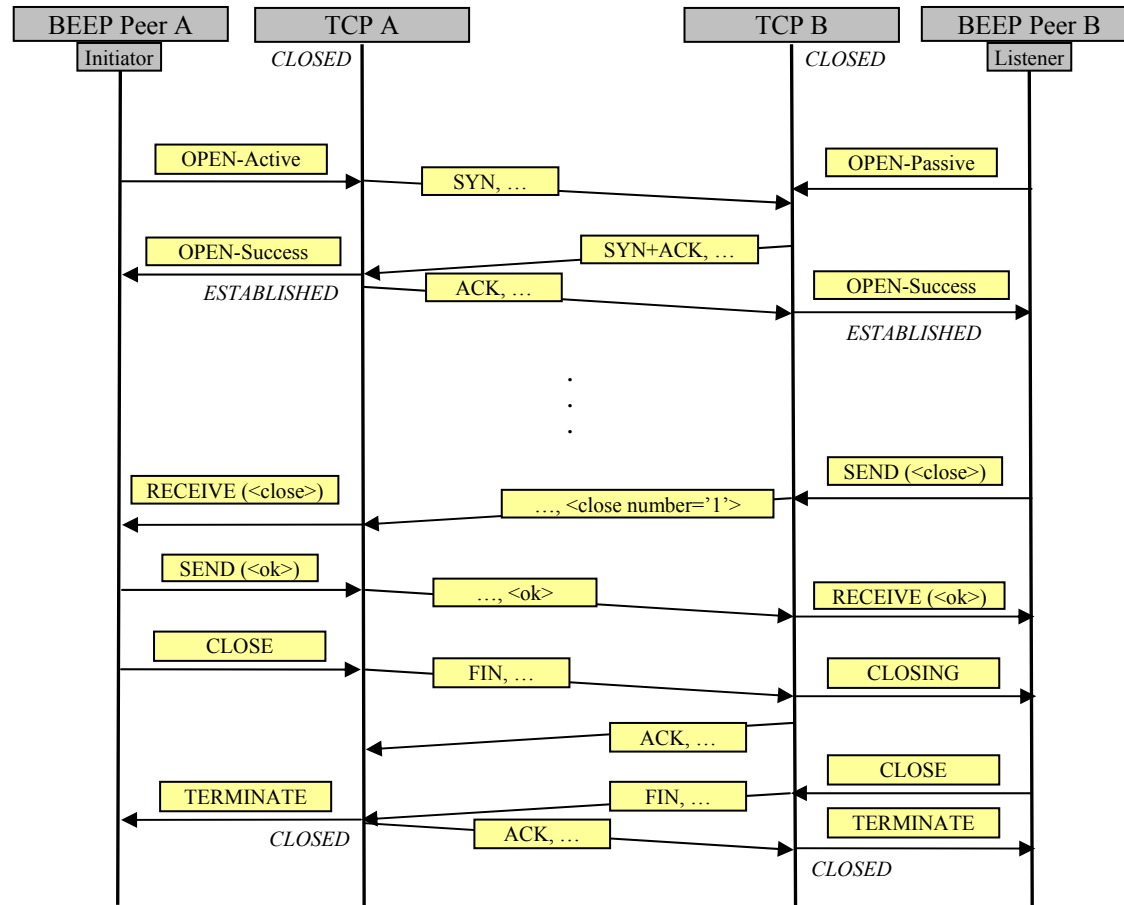 BEEP Peer A
TCP A
TCP B
BEEP Peer B
Initiator
CLOSED
CLOSED
Listener
OPEN-Active
SYN, …
OPEN-Passive
SYN+ACK, …
OPEN-Success
ESTABLISHED
ACK, …
OPEN-Success
ESTABLISHED
.
.
.
SEND (<close>)
RECEIVE (<close>)
…, <close number=’1’>
SEND (<ok>)
…, <ok>
RECEIVE (<ok>)
CLOSE
FIN, …
CLOSING
ACK, …
CLOSE
TERMINATE
FIN, …
CLOSED
ACK, …
TERMINATE
CLOSED